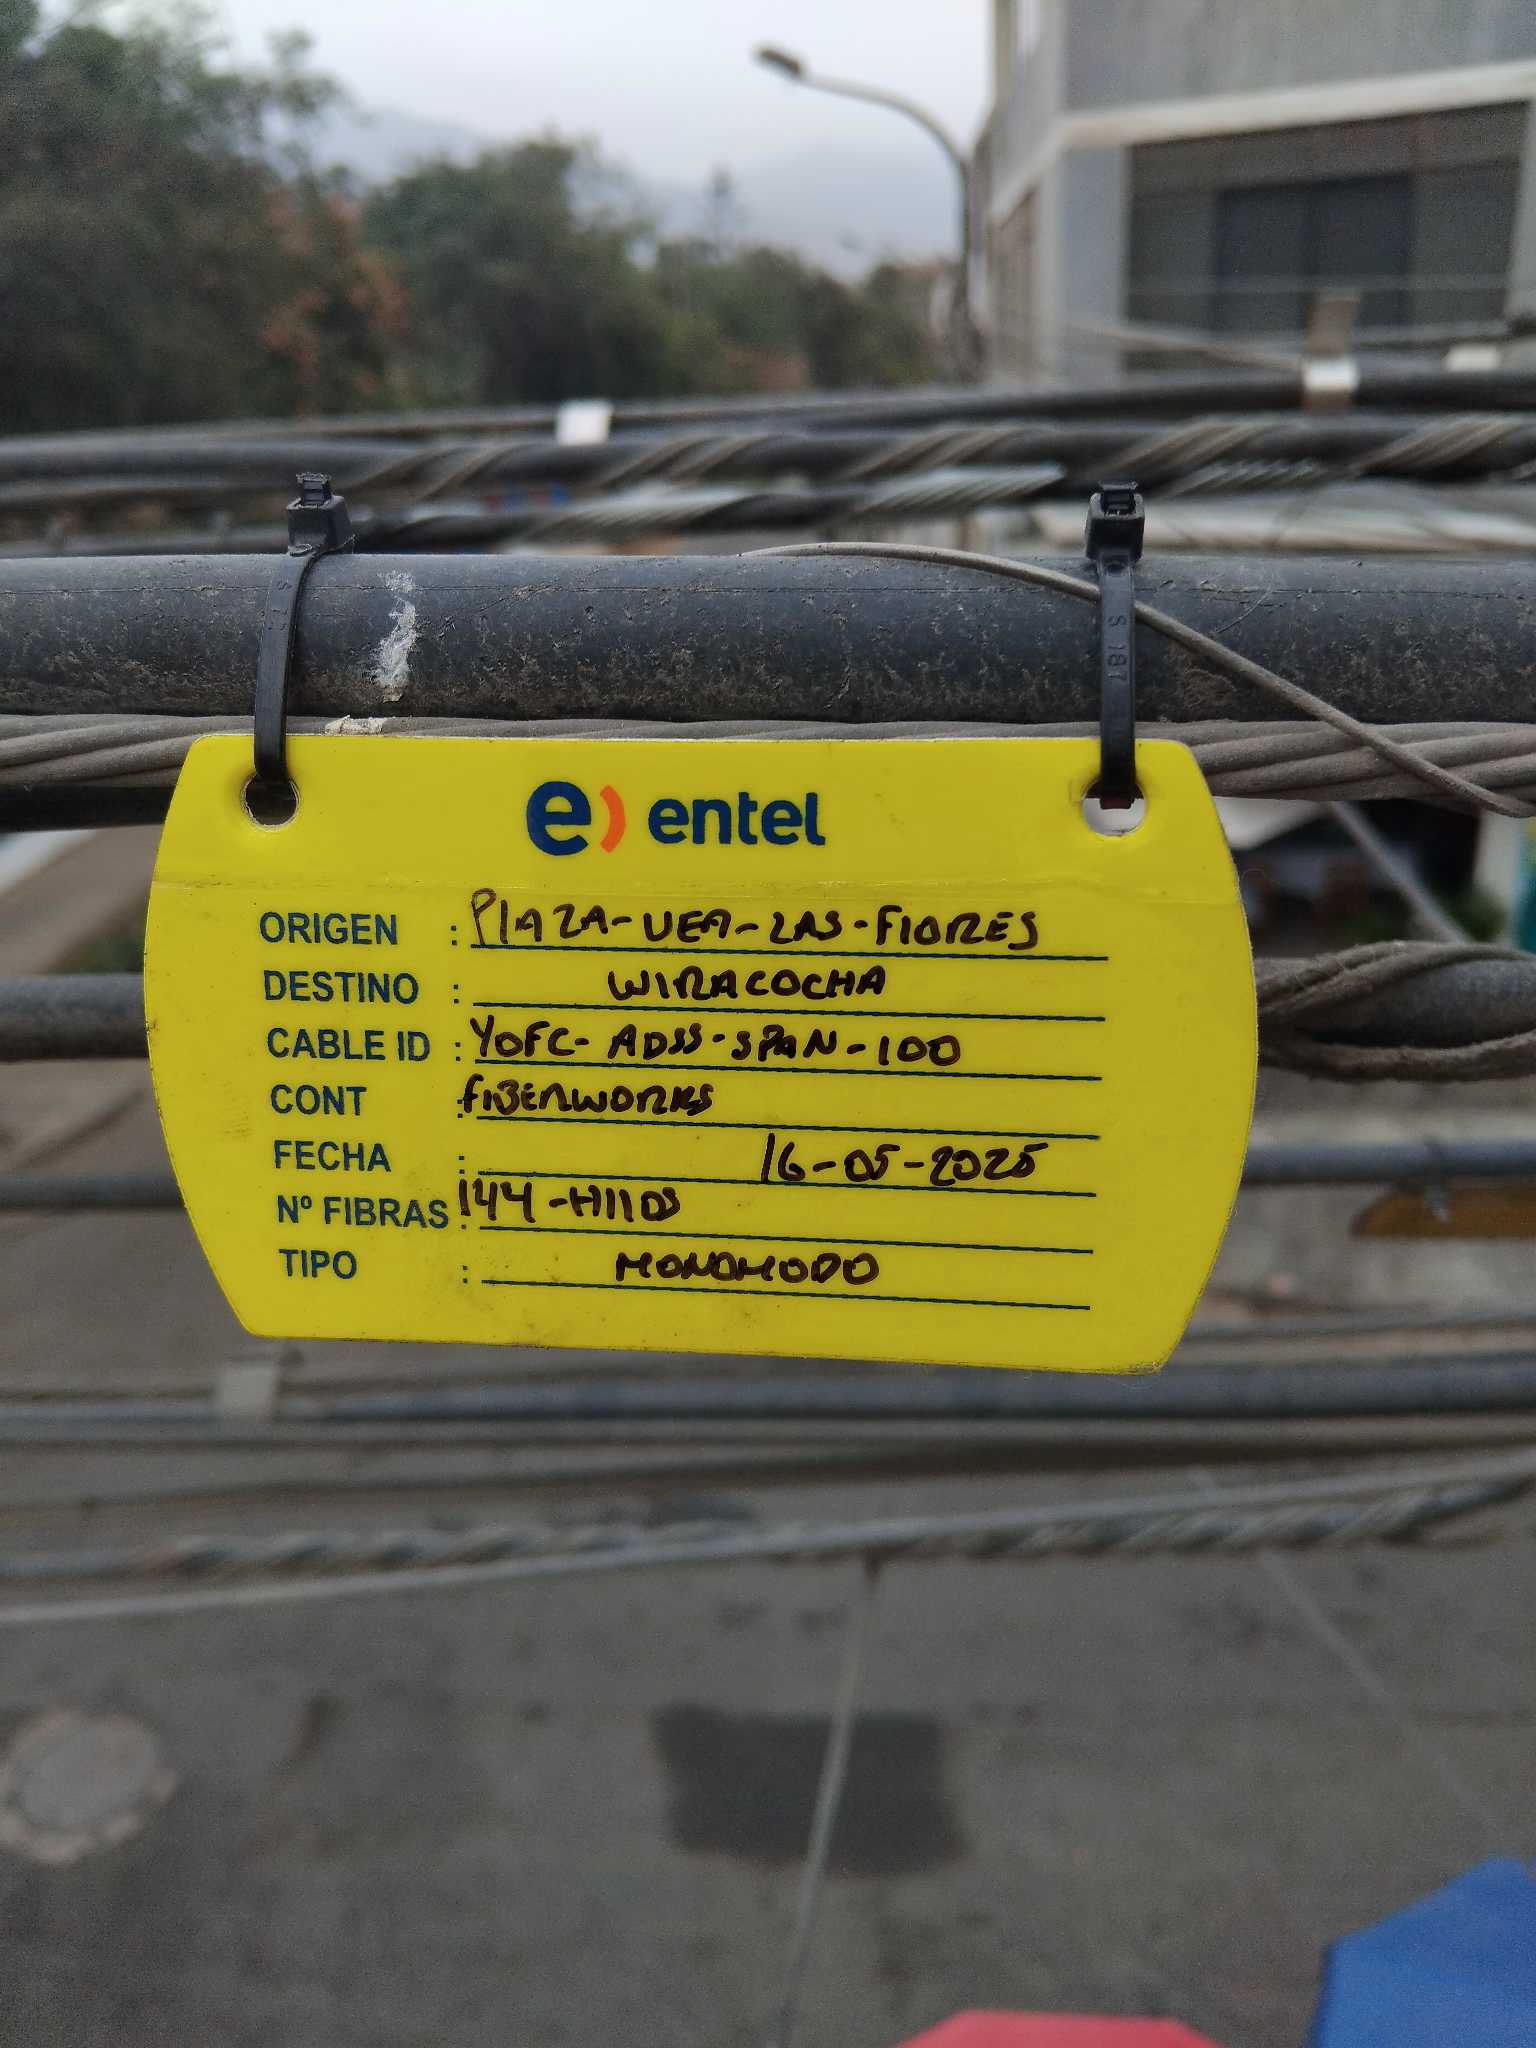 e) entel
ORIGEN : PLAZA-VEA-LAS-FLORES
DESTINO : WIRACOCHA
CABLE ID : YOFC-ADSS-SPAN-100
CONT : FIBERWORKS
FECHA : 16-05-2025
Nº FIBRAS : 144-HILOS
TIPO : MONOMODO